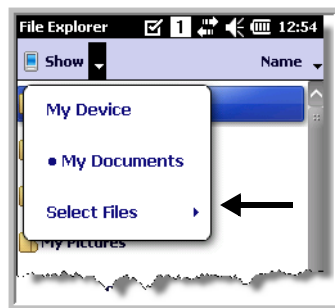 File Explorer 1 12:54
Show Name
My Device
• My Documents
Select Files
My Pictures